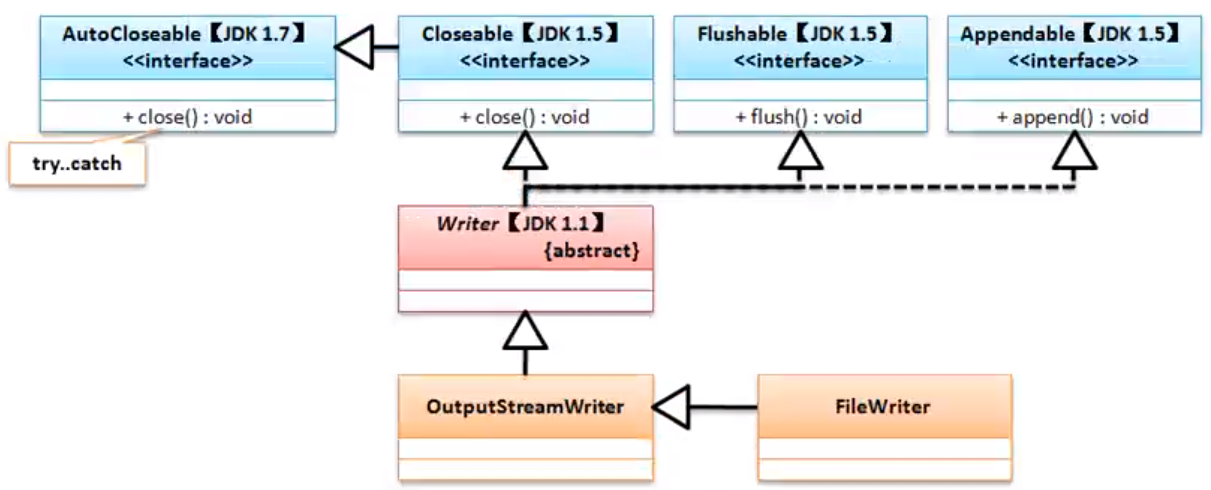 AutoCloseable【JDK 1.7】
<<interface>>
+ close() : void
try..catch
Closeable【JDK 1.5】
<<interface>>
+ close() : void
Flushable【JDK 1.5】
<<interface>>
+ flush() : void
Appendable【JDK 1.5】
<<interface>>
+ append() : void
Writer【JDK 1.1】
{abstract}
OutputStreamWriter
FileWriter